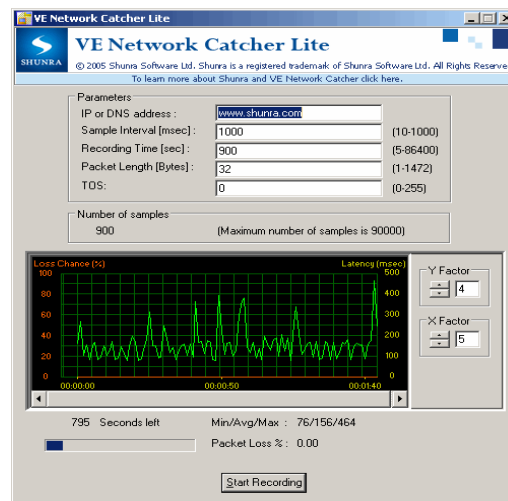 VE Network Catcher Lite
VE Network Catcher Lite
SHUNRA
© 2005 Shunra Software Ltd. Shunra is a registered trademark of Shunra Software Ltd. All Rights Reserve
To learn more about Shunra and VE Network Catcher click here.
Parameters
IP or DNS address : www.shunra.com
Sample Interval [msec] : 1000 (10-1000)
Recording Time [sec] : 900 (5-86400)
Packet Length [Bytes] : 32 (1-1472)
TOS: 0 (0-255)
Number of samples
900 (Maximum number of samples is 90000)
Loss Chance (%) Latency (msec)
100 500
80 400
60 300
40 200
20 100
0 0
00:00:00 00:00:50 00:01:40
Y Factor
4
X Factor
5
795 Seconds left Min/Avg/Max : 76/156/464
Packet Loss % : 0.00
Start Recording